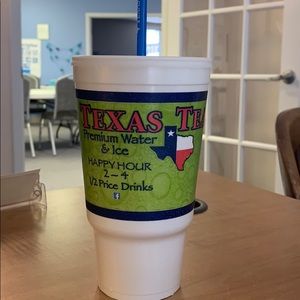 TEXAS TE
Premium Water
& Ice
HAPPY HOUR
2-4
1/2 Price Drinks
f